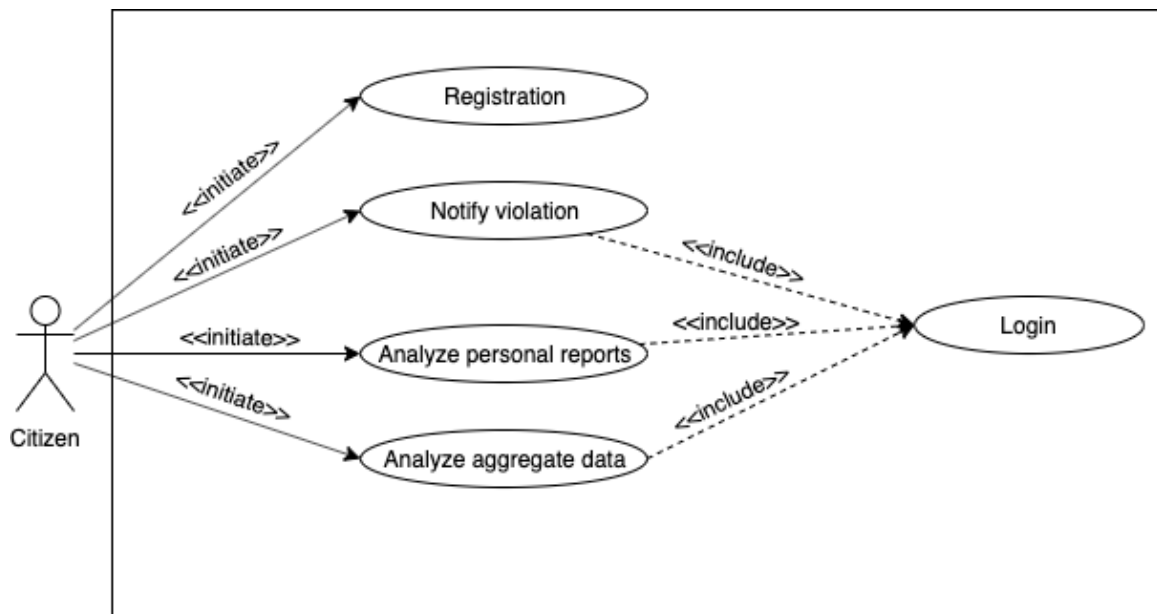 Registration
<<initiate>>
Notify violation
<<initiate>>
<<include>>
Login
<<initiate>>
Analyze personal reports
<<include>>
<<initiate>>
<<include>>
Citizen
Analyze aggregate data